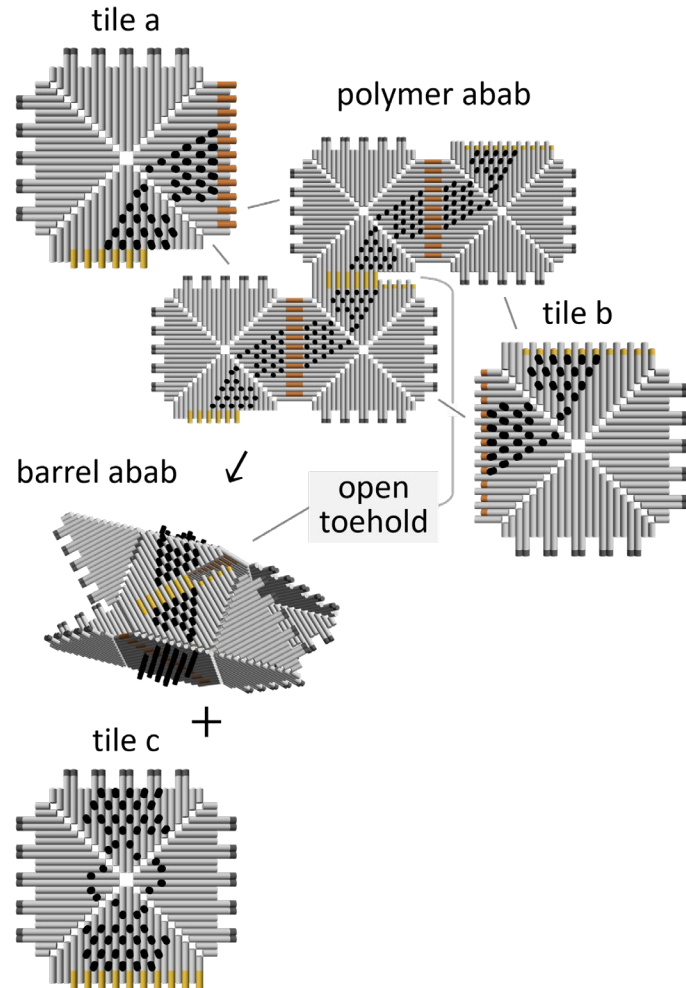 tile a
polymer abab
tile b
barrel abab
open
toehold
+
tile c